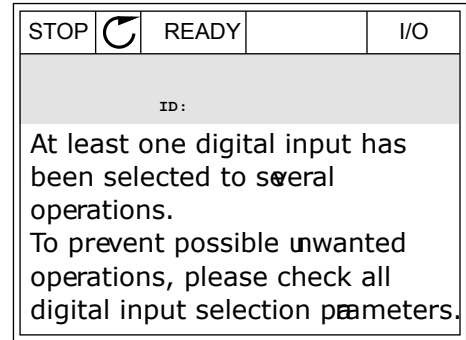 STOP READY I/O
ID:
At least one digital input has
been selected to several
operations.
To prevent possible unwanted
operations, please check all
digital input selection parameters.